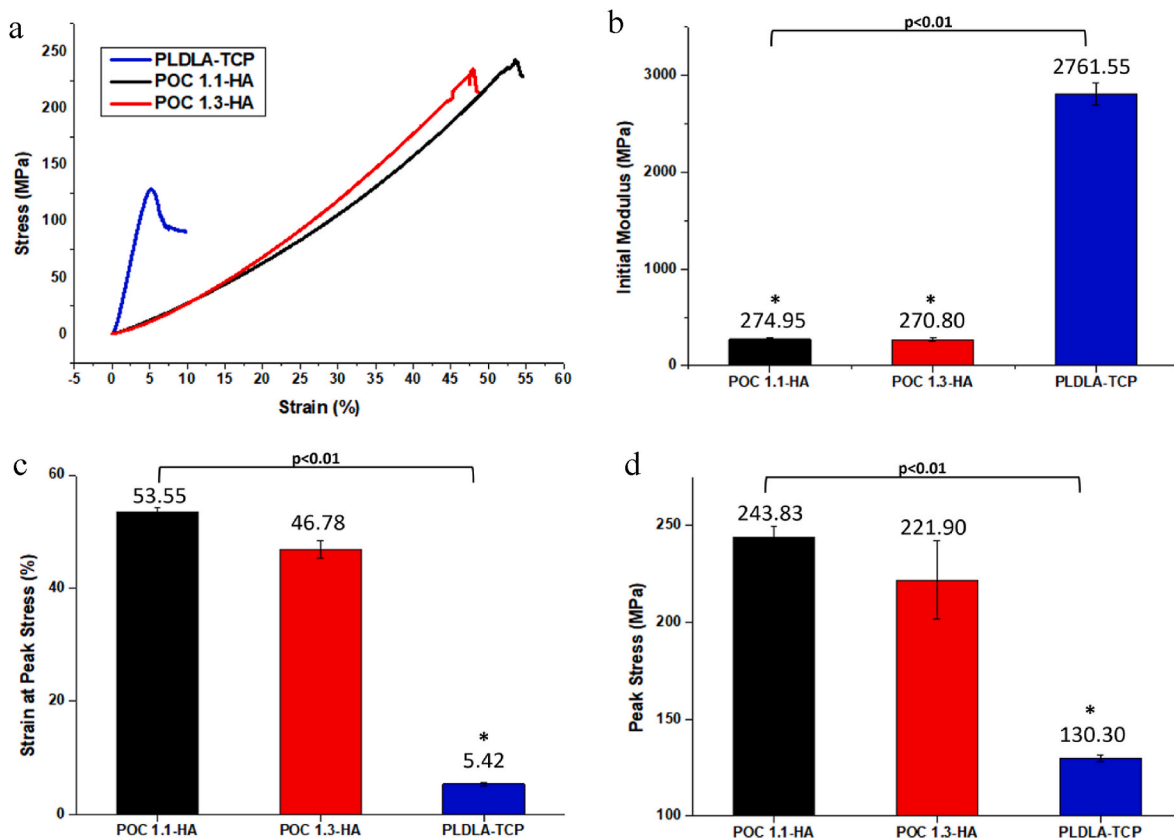 a
250
200
150
100
50
0
Stress (MPa)
PLDLA-TCP
POC 1.1-HA
POC 1.3-HA
-5 0 5 10 15 20 25 30 35 40 45 50 55 60
Strain (%)
b
p<0.01
3000
2000
1000
0
Initial Modulus (MPa)
2761.55
* *
274.95 270.80
POC 1.1-HA POC 1.3-HA PLDLA-TCP
c
p<0.01
60
40
20
0
Strain at Peak Stress (%)
53.55
46.78
*
5.42
POC 1.1-HA POC 1.3-HA PLDLA-TCP
d
p<0.01
250
200
150
100
Peak Stress (MPa)
243.83
221.90
*
130.30
POC 1.1-HA POC 1.3-HA PLDLA-TCP